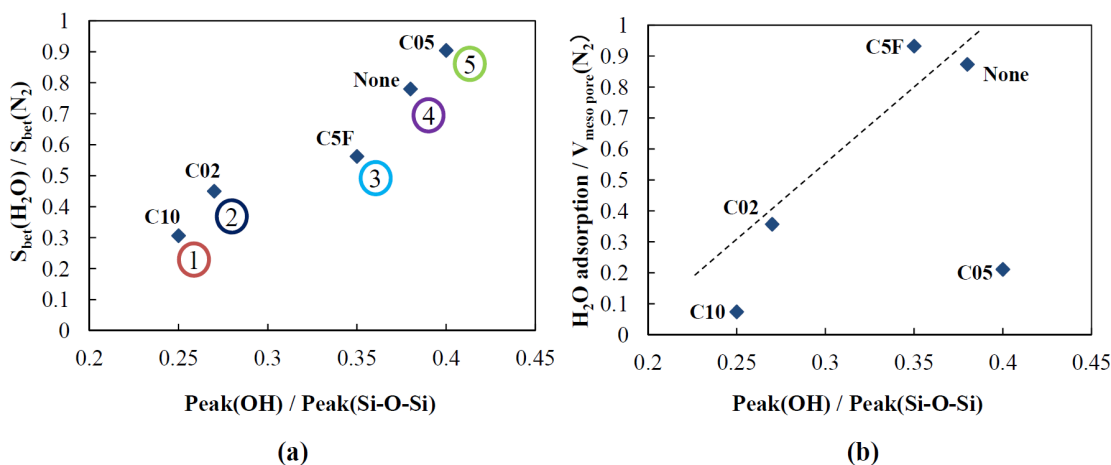 S_bet(H₂O) / S_bet(N₂)
1
0.9
0.8
0.7
0.6
0.5
0.4
0.3
0.2
0.1
0
C05
5
None
4
C5F
3
C02
2
C10
1
0.2 0.25 0.3 0.35 0.4 0.45
Peak(OH) / Peak(Si-O-Si)
(a)
H₂O adsorption / V_meso pore(N₂)
1
0.9
0.8
0.7
0.6
0.5
0.4
0.3
0.2
0.1
0
C5F
None
C02
C05
C10
0.2 0.25 0.3 0.35 0.4 0.45
Peak(OH) / Peak(Si-O-Si)
(b)